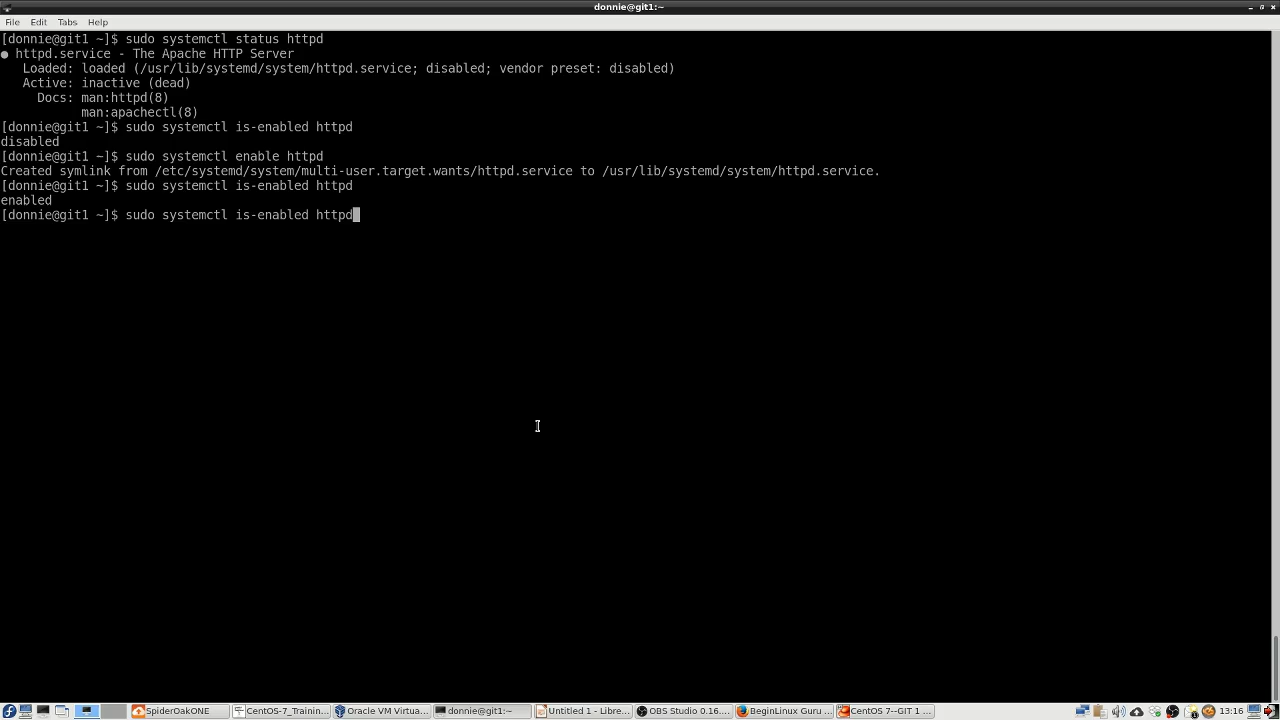 donnie@git1:~
File Edit Tabs Help
[donnie@git1 ~]$ sudo systemctl status httpd
● httpd.service - The Apache HTTP Server
Loaded: loaded (/usr/lib/systemd/system/httpd.service; disabled; vendor preset: disabled)
Active: inactive (dead)
Docs: man:httpd(8)
man:apachectl(8)
[donnie@git1 ~]$ sudo systemctl is-enabled httpd
disabled
[donnie@git1 ~]$ sudo systemctl enable httpd
Created symlink from /etc/systemd/system/multi-user.target.wants/httpd.service to /usr/lib/systemd/system/httpd.service.
[donnie@git1 ~]$ sudo systemctl is-enabled httpd
enabled
[donnie@git1 ~]$ sudo systemctl is-enabled httpd
SpiderOakONE CentOS-7_Trainin... Oracle VM Virtua... donnie@git1:~ Untitled 1 - Libre... OBS Studio 0.16.... BeginLinux Guru ... CentOS 7--GIT 1 ... 13:16